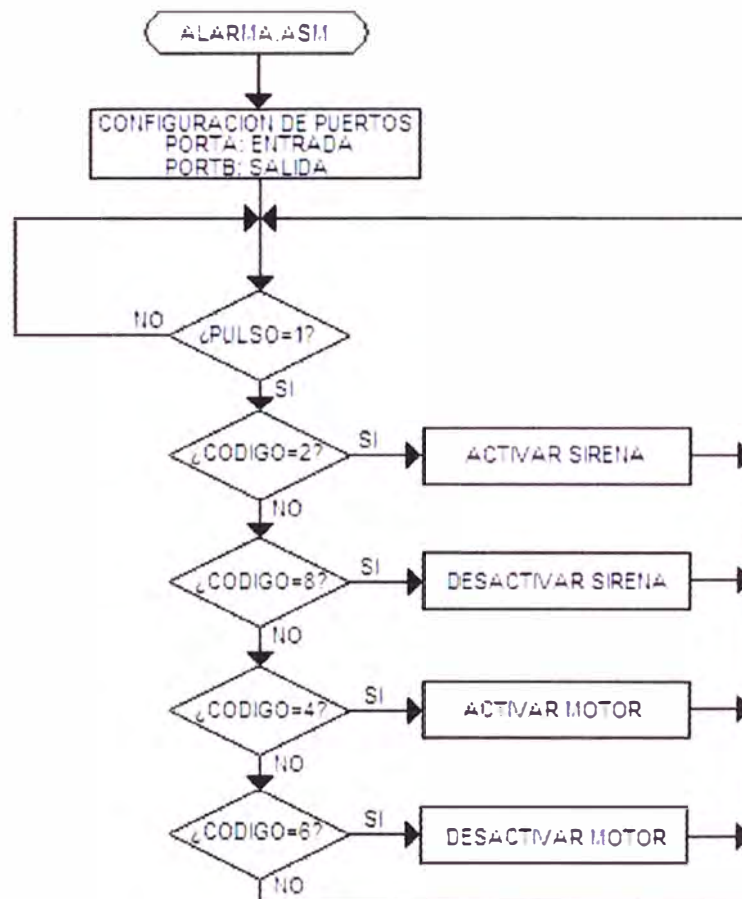 ALARMA.ASM
CONFIGURACION DE PUERTOS
PORTA: ENTRADA
PORTB: SALIDA
NO
¿PULSO=1?
SI
¿CODIGO=2?
SI
ACTIVAR SIRENA
NO
¿CODIGO=8?
SI
DESACTIVAR SIRENA
NO
¿CODIGO=4?
SI
ACTIVAR MOTOR
NO
¿CODIGO=6?
SI
DESACTIVAR MOTOR
NO